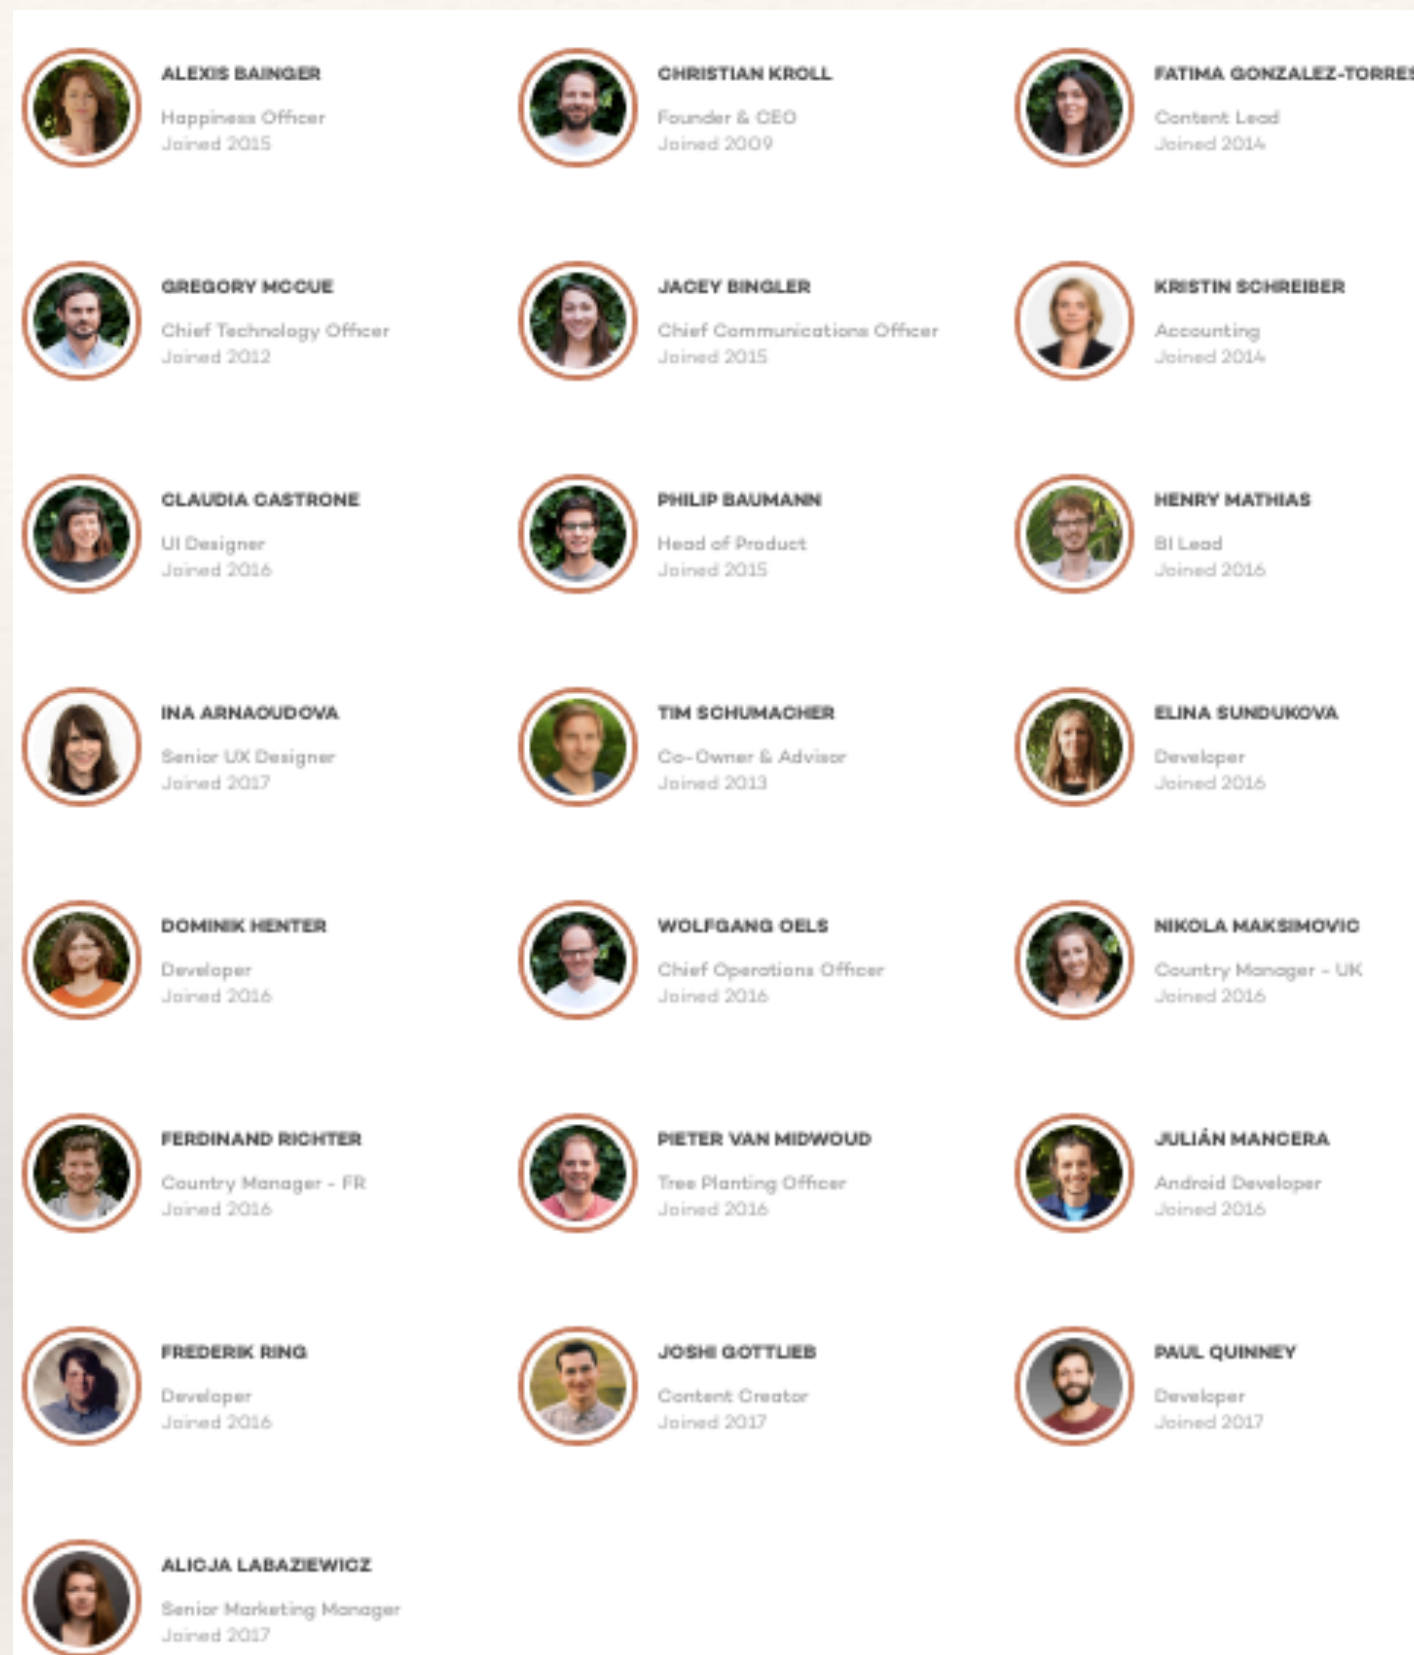 ALEXIS BAINGER
Happiness Officer
Joined 2015
CHRISTIAN KROLL
Founder & CEO
Joined 2009
FATIMA GONZALEZ-TORRES
Content Lead
Joined 2014
GREGORY MCCUE
Chief Technology Officer
Joined 2012
JACEY BINGLER
Chief Communications Officer
Joined 2015
KRISTIN SCHREIBER
Accounting
Joined 2014
CLAUDIA CASTRONE
UI Designer
Joined 2016
PHILIP BAUMANN
Head of Product
Joined 2015
HENRY MATHIAS
BI Lead
Joined 2016
INA ARNAOUDOVA
Senior UX Designer
Joined 2017
TIM SCHUMACHER
Co-Owner & Advisor
Joined 2013
ELINA SUNDUKOVA
Developer
Joined 2016
DOMINIK HENTER
Developer
Joined 2016
WOLFGANG OELS
Chief Operations Officer
Joined 2016
NIKOLA MAKSIMOVIC
Country Manager - UK
Joined 2016
FERDINAND RICHTER
Country Manager - FR
Joined 2016
PIETER VAN MIDWOUD
Tree Planting Officer
Joined 2016
JULIÁN MANCERA
Android Developer
Joined 2016
FREDERIK RING
Developer
Joined 2016
JOSHI GOTTLIEB
Content Creator
Joined 2017
PAUL QUINNEY
Developer
Joined 2017
ALICJA LABAZIEWICZ
Senior Marketing Manager
Joined 2017